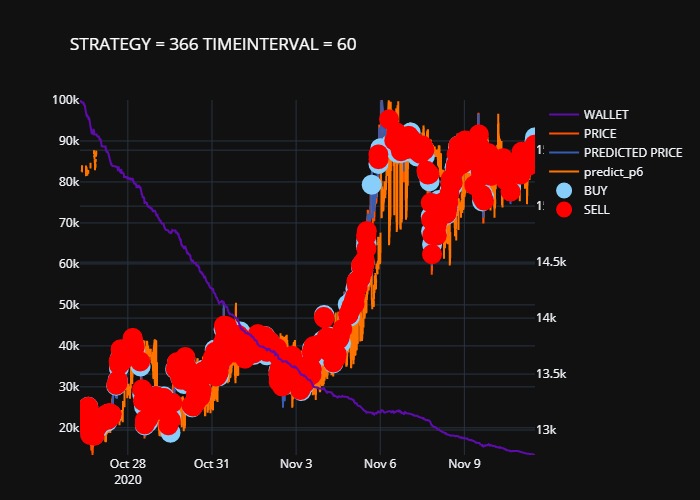 STRATEGY = 366 TIMEINTERVAL = 60
100k
90k
80k
70k
60k
50k
40k
30k
20k
14.5k
14k
13.5k
13k
Oct 28
2020
Oct 31
Nov 3
Nov 6
Nov 9
WALLET
PRICE
PREDICTED PRICE
predict_p6
BUY
SELL